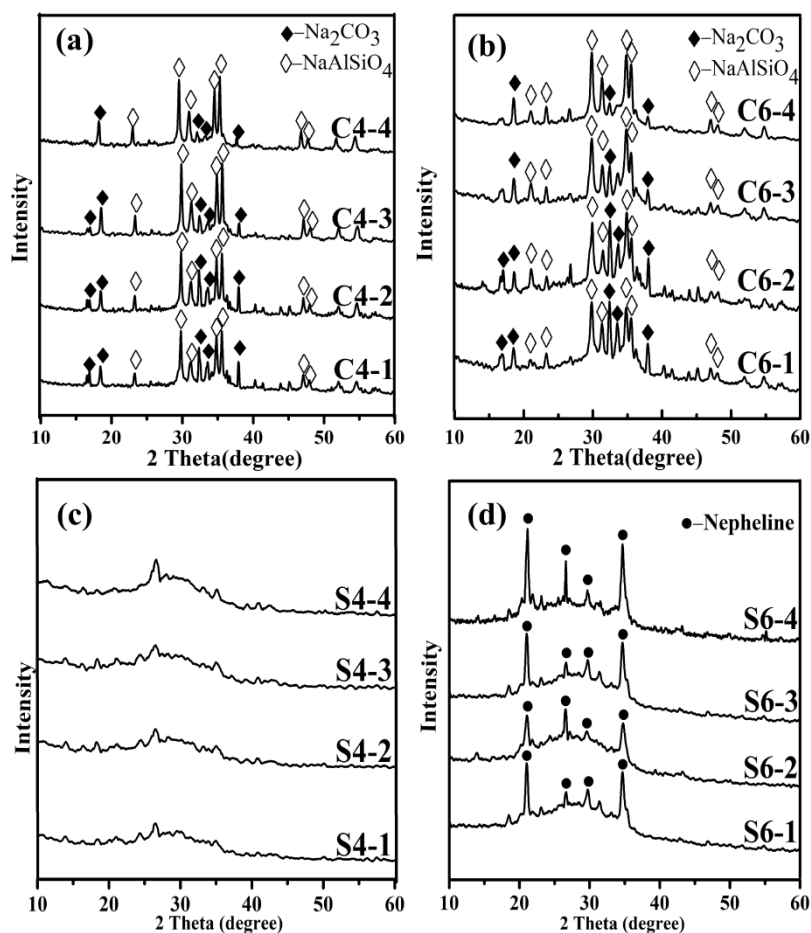 (a)
◆–Na₂CO₃
◇–NaAlSiO₄
C4-4
C4-3
C4-2
C4-1
Intensity
10 20 30 40 50 60
2 Theta(degree)
(b)
◆–Na₂CO₃
◇–NaAlSiO₄
C6-4
C6-3
C6-2
C6-1
Intensity
10 20 30 40 50 60
2 Theta(degree)
(c)
S4-4
S4-3
S4-2
S4-1
Intensity
10 20 30 40 50 60
2 Theta (degree)
(d)
●–Nepheline
S6-4
S6-3
S6-2
S6-1
Intensity
10 20 30 40 50 60
2 Theta (degree)